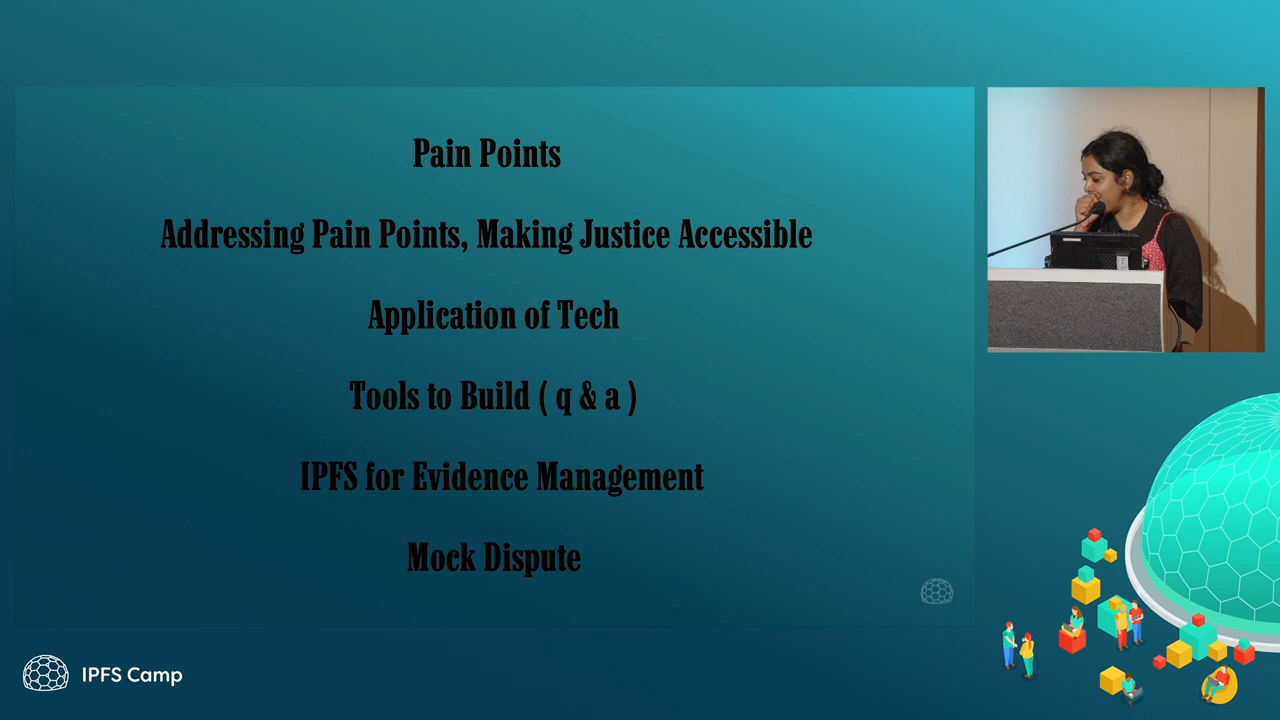 Pain Points
Addressing Pain Points, Making Justice Accessible
Application of Tech
Tools to Build ( q & a )
IPFS for Evidence Management
Mock Dispute
IPFS Camp